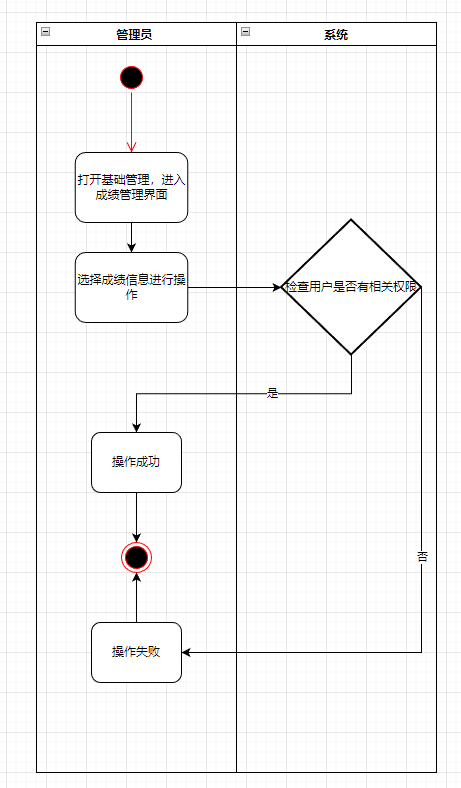 管理员
系统
打开基础管理，进入
成绩管理界面
选择成绩信息进行操
作
检查用户是否有相关权限
是
操作成功
否
操作失败